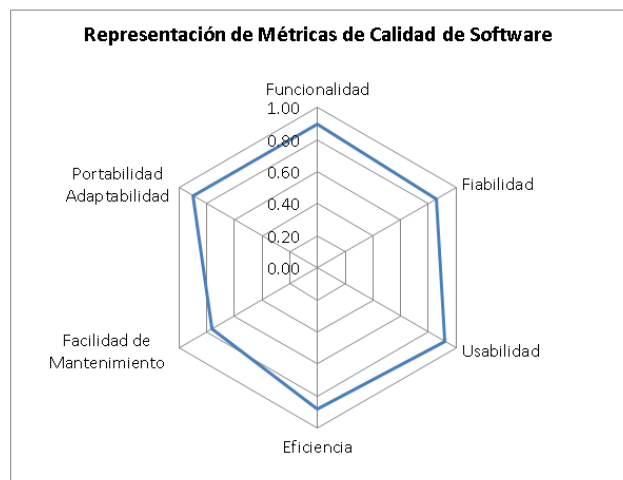 Representación de Métricas de Calidad de Software
Funcionalidad
1.00
0.80
0.60
0.40
0.20
0.00
Fiabilidad
Usabilidad
Eficiencia
Facilidad de
Mantenimiento
Portabilidad
Adaptabilidad